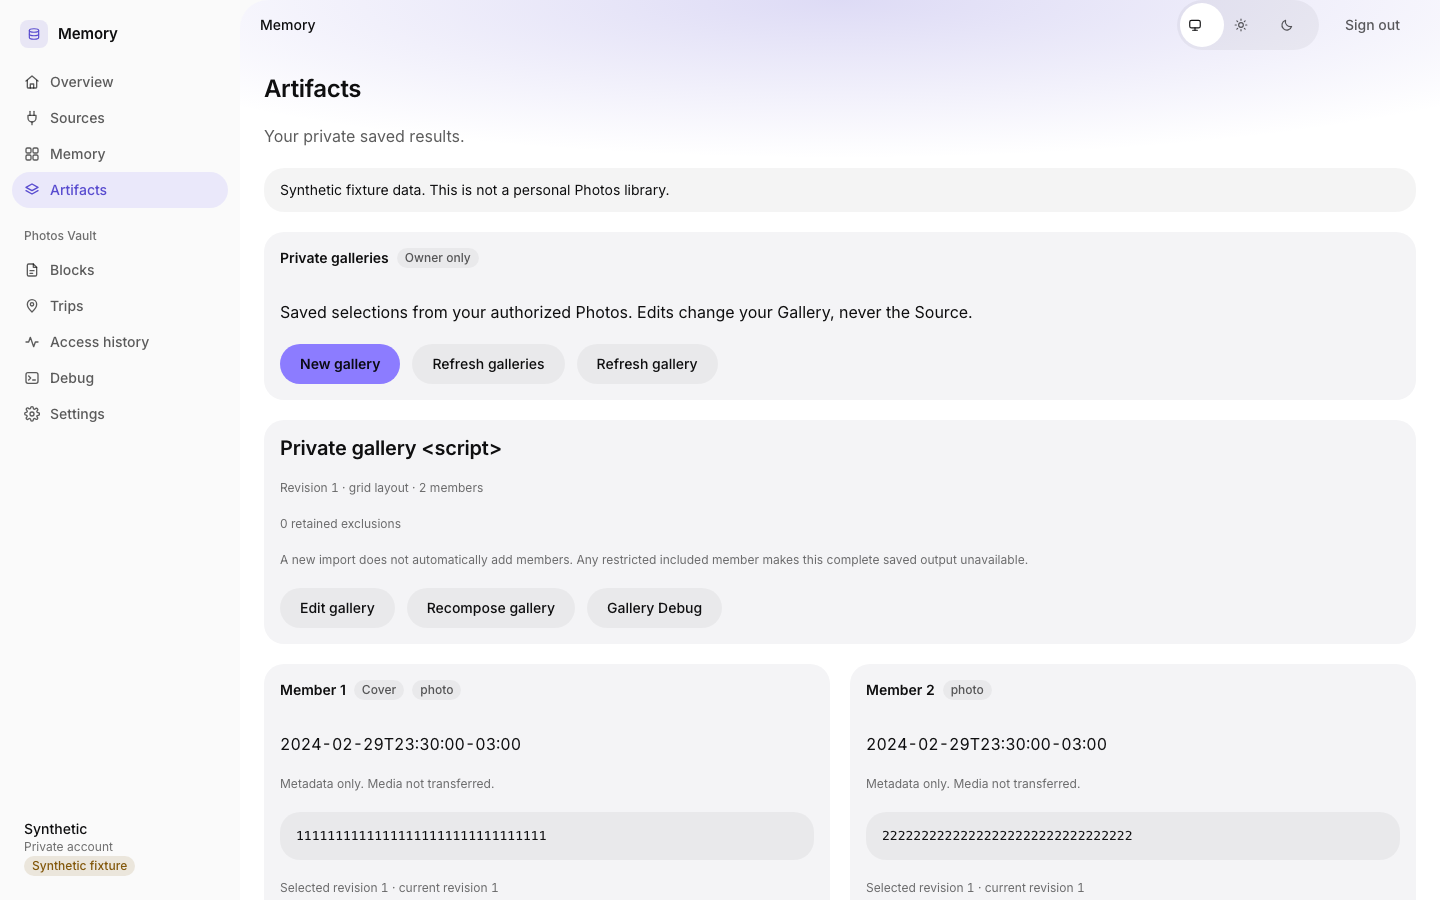 Memory
Overview
Sources
Memory
Artifacts
Photos Vault
Blocks
Trips
Access history
Debug
Settings
Synthetic
Private account
Synthetic fixture
Memory
Sign out
Artifacts
Your private saved results.
Synthetic fixture data. This is not a personal Photos library.
Private galleries Owner only
Saved selections from your authorized Photos. Edits change your Gallery, never the Source.
New gallery Refresh galleries Refresh gallery
Private gallery <script>
Revision 1 · grid layout · 2 members
0 retained exclusions
A new import does not automatically add members. Any restricted included member makes this complete saved output unavailable.
Edit gallery Recompose gallery Gallery Debug
Member 1 Cover photo
2024-02-29T23:30:00-03:00
Metadata only. Media not transferred.
11111111111111111111111111111111
Selected revision 1 · current revision 1
Member 2 photo
2024-02-29T23:30:00-03:00
Metadata only. Media not transferred.
22222222222222222222222222222222
Selected revision 1 · current revision 1